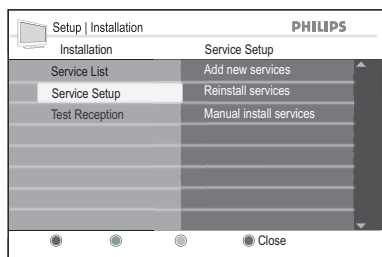 Setup | Installation PHILIPS
Installation Service Setup
Service List Add new services
Service Setup Reinstall services
Test Reception Manual install services
Close